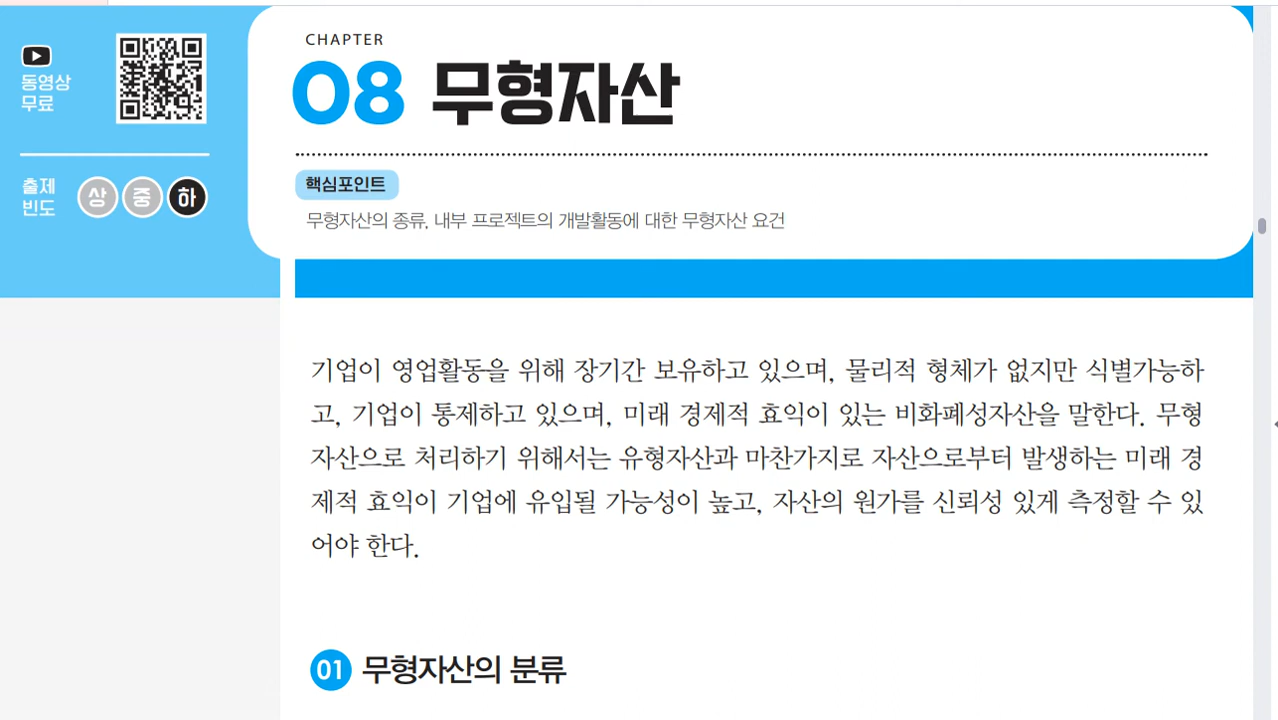 동영상
무료
출제
빈도
상 중 하
CHAPTER
08 무형자산
핵심포인트
무형자산의 종류, 내부 프로젝트의 개발활동에 대한 무형자산 요건
기업이 영업활동을 위해 장기간 보유하고 있으며, 물리적 형체가 없지만 식별가능하
고, 기업이 통제하고 있으며, 미래 경제적 효익이 있는 비화폐성자산을 말한다. 무형
자산으로 처리하기 위해서는 유형자산과 마찬가지로 자산으로부터 발생하는 미래 경
제적 효익이 기업에 유입될 가능성이 높고, 자산의 원가를 신뢰성 있게 측정할 수 있
어야 한다.
01 무형자산의 분류